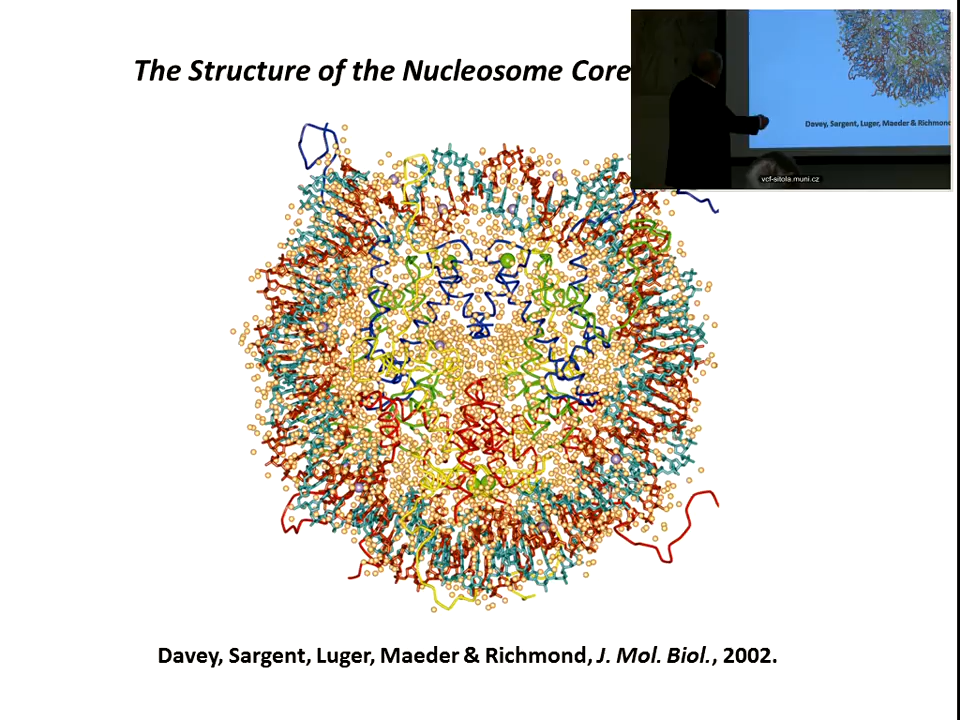 The Structure of the Nucleosome Core
Davey, Sargent, Luger, Maeder & Richmond
vcf-sitola.muni.cz
Davey, Sargent, Luger, Maeder & Richmond, J. Mol. Biol., 2002.